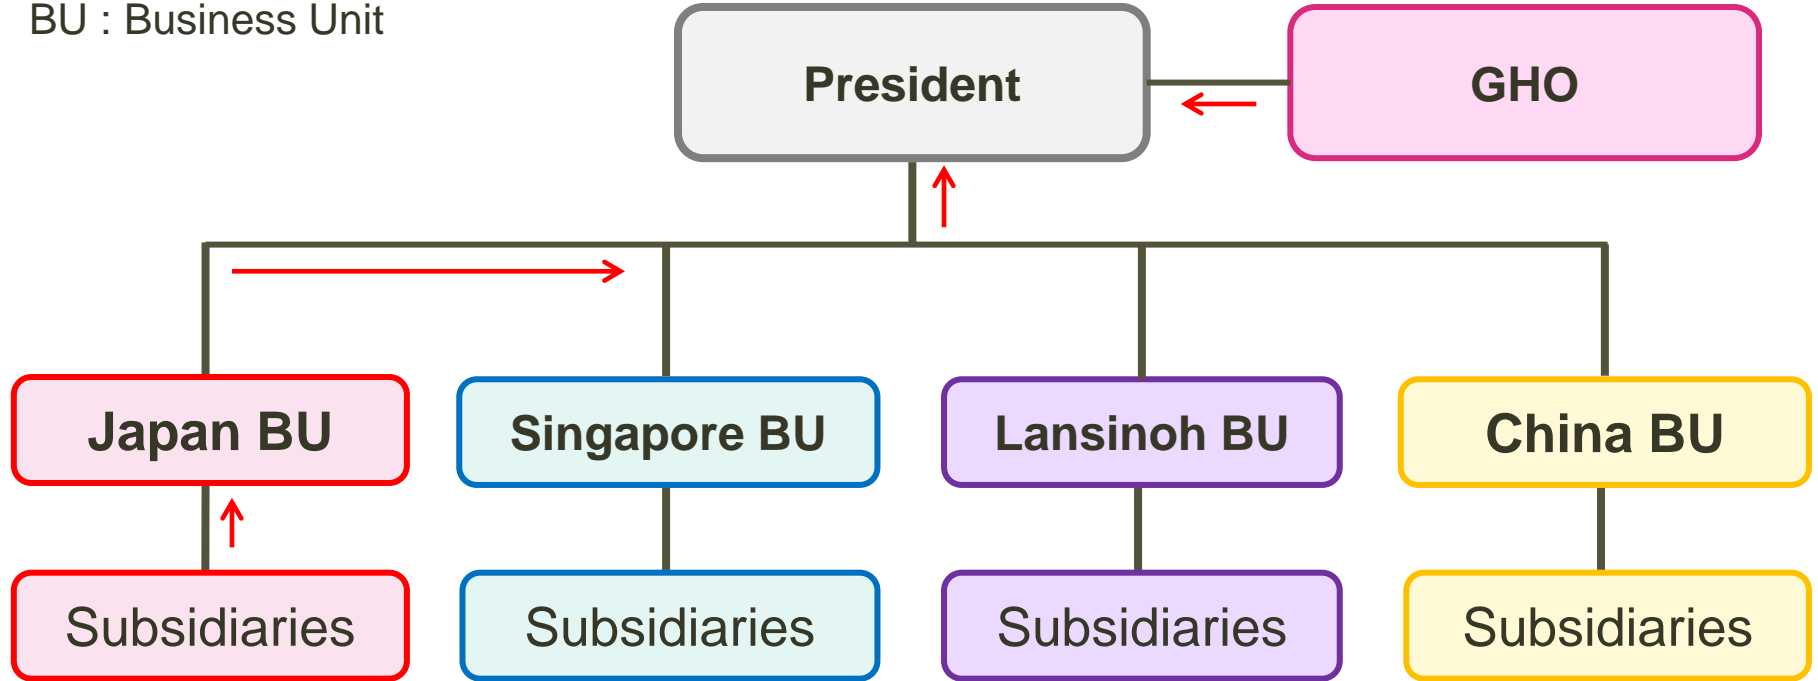 BU : Business Unit
President
GHO
Japan BU
Singapore BU
Lansinoh BU
China BU
Subsidiaries
Subsidiaries
Subsidiaries
Subsidiaries